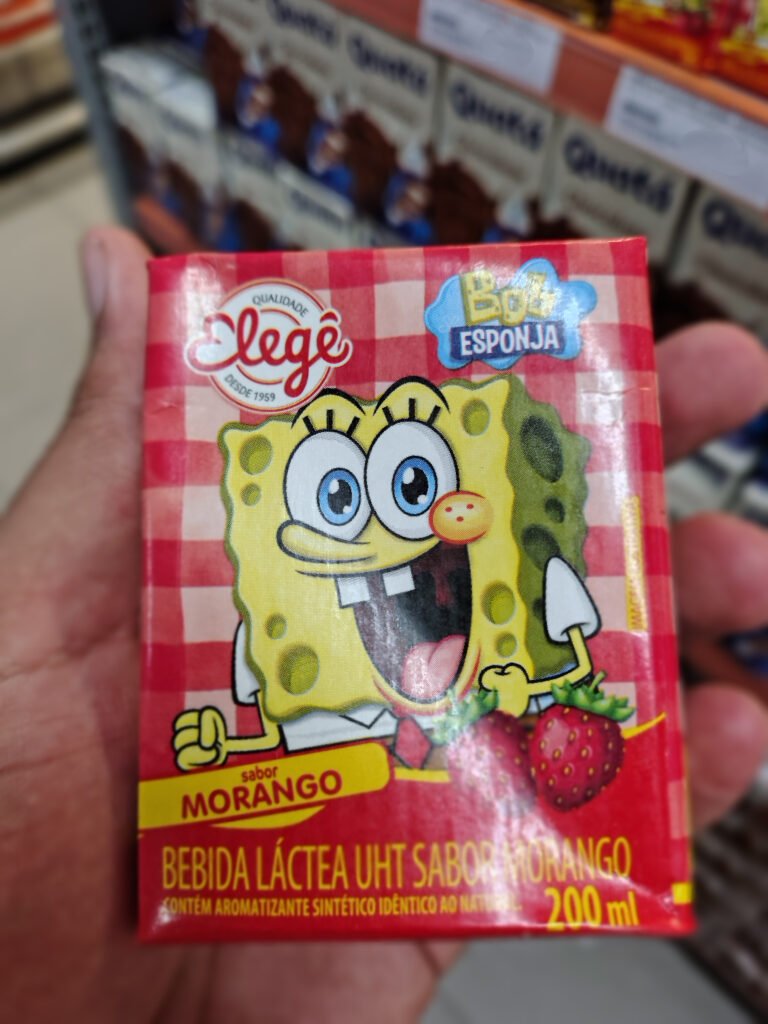 QUALIDADE
Elegê
DESDE 1959
BOB
ESPONJA
sabor
MORANGO
BEBIDA LÁCTEA UHT SABOR MORANGO
CONTÉM AROMATIZANTE SINTÉTICO IDÊNTICO AO NATURAL.
200 ml